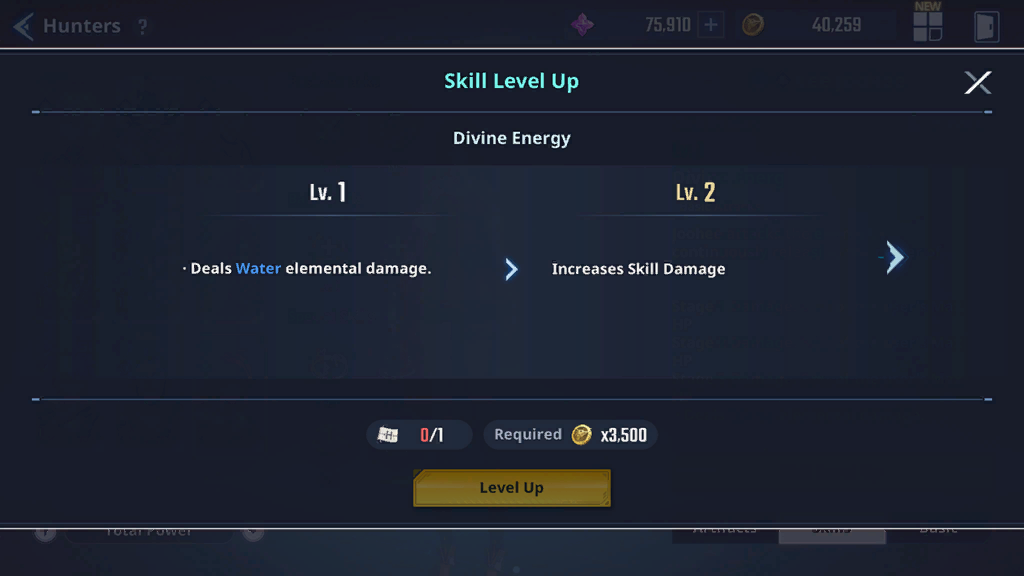 Hunters ?
75,910 +
40,259
NEW
Skill Level Up
Divine Energy
Lv. 1
Lv. 2
· Deals Water elemental damage.
Increases Skill Damage
0/1
Required x3,500
Level Up
Total Power
Artifacts
Skills
Basic